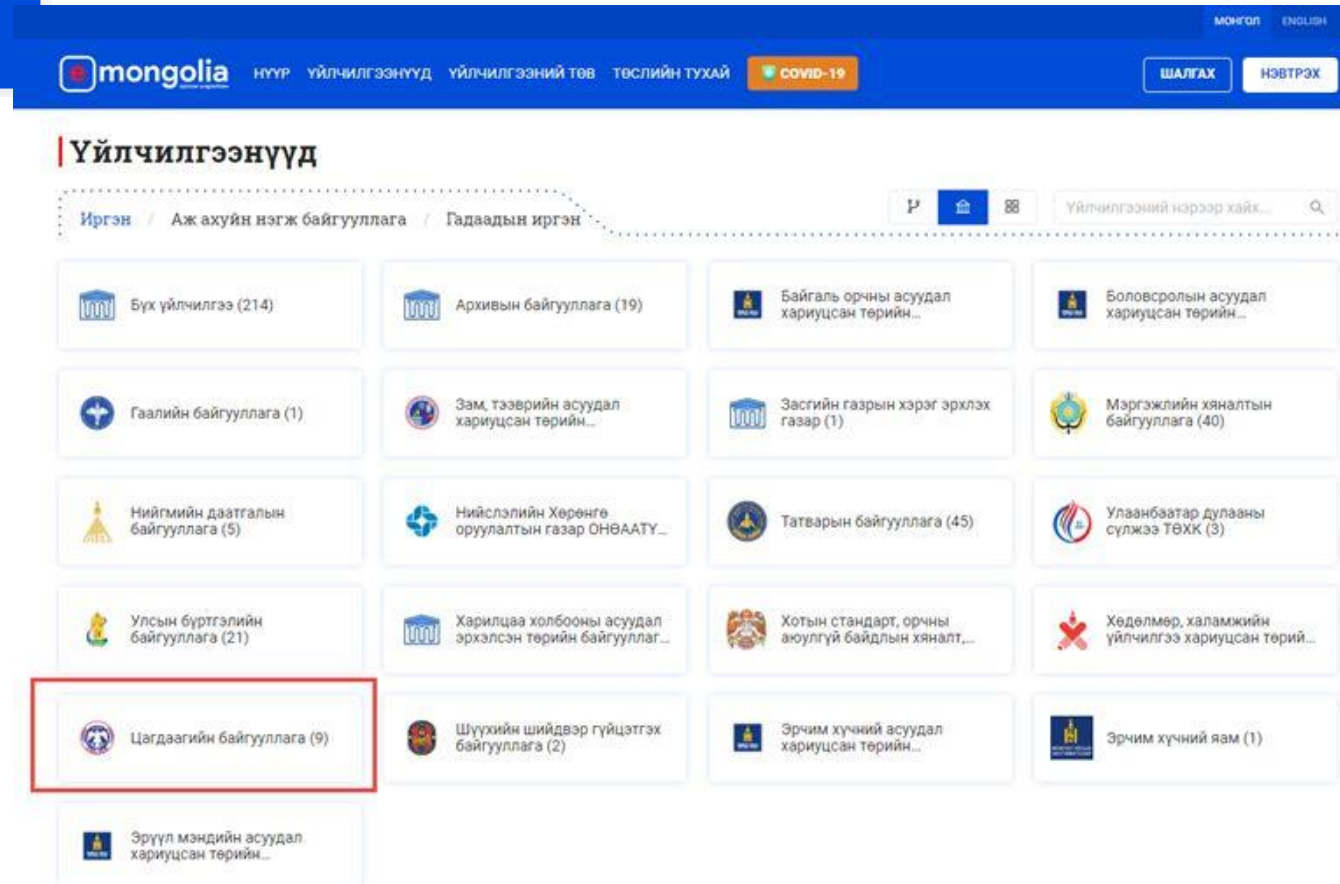 МОНГОЛ ENGLISH
e mongolia НҮҮР ҮЙЛЧИЛГЭЭНҮҮД ҮЙЛЧИЛГЭЭНИЙ ТӨВ ТӨСЛИЙН ТУХАЙ COVID-19 ШАЛГАХ НЭВТРЭХ
Үйлчилгээнүүд
Иргэн / Аж ахуйн нэгж байгууллага / Гадаадын иргэн
Үйлчилгээний нэрээр хайх...
Бүх үйлчилгээ (214)
Архивын байгууллага (19)
Байгаль орчны асуудал
хариуцсан төрийн...
Боловсролын асуудал
хариуцсан төрийн...
Гаалийн байгууллага (1)
Зам, тээврийн асуудал
хариуцсан төрийн...
Засгийн газрын хэрэг эрхлэх
газар (1)
Мэргэжлийн хяналтын
байгууллага (40)
Нийгмийн даатгалын
байгууллага (5)
Нийслэлийн Хөрөнгө
оруулалтын газар ОНӨААТҮ...
Татварын байгууллага (45)
Улаанбаатар дулааны
сүлжээ ТӨХК (3)
Улсын бүртгэлийн
байгууллага (21)
Харилцаа холбооны асуудал
эрхэлсэн төрийн байгууллаг...
Хотын стандарт, орчны
аюулгүй байдлын хяналт,...
Хөдөлмөр, халамжийн
үйлчилгээ хариуцсан төрий...
Цагдаагийн байгууллага (9)
Шүүхийн шийдвэр гүйцэтгэх
байгууллага (2)
Эрчим хүчний асуудал
хариуцсан төрийн...
Эрчим хүчний яам (1)
Эрүүл мэндийн асуудал
хариуцсан төрийн...